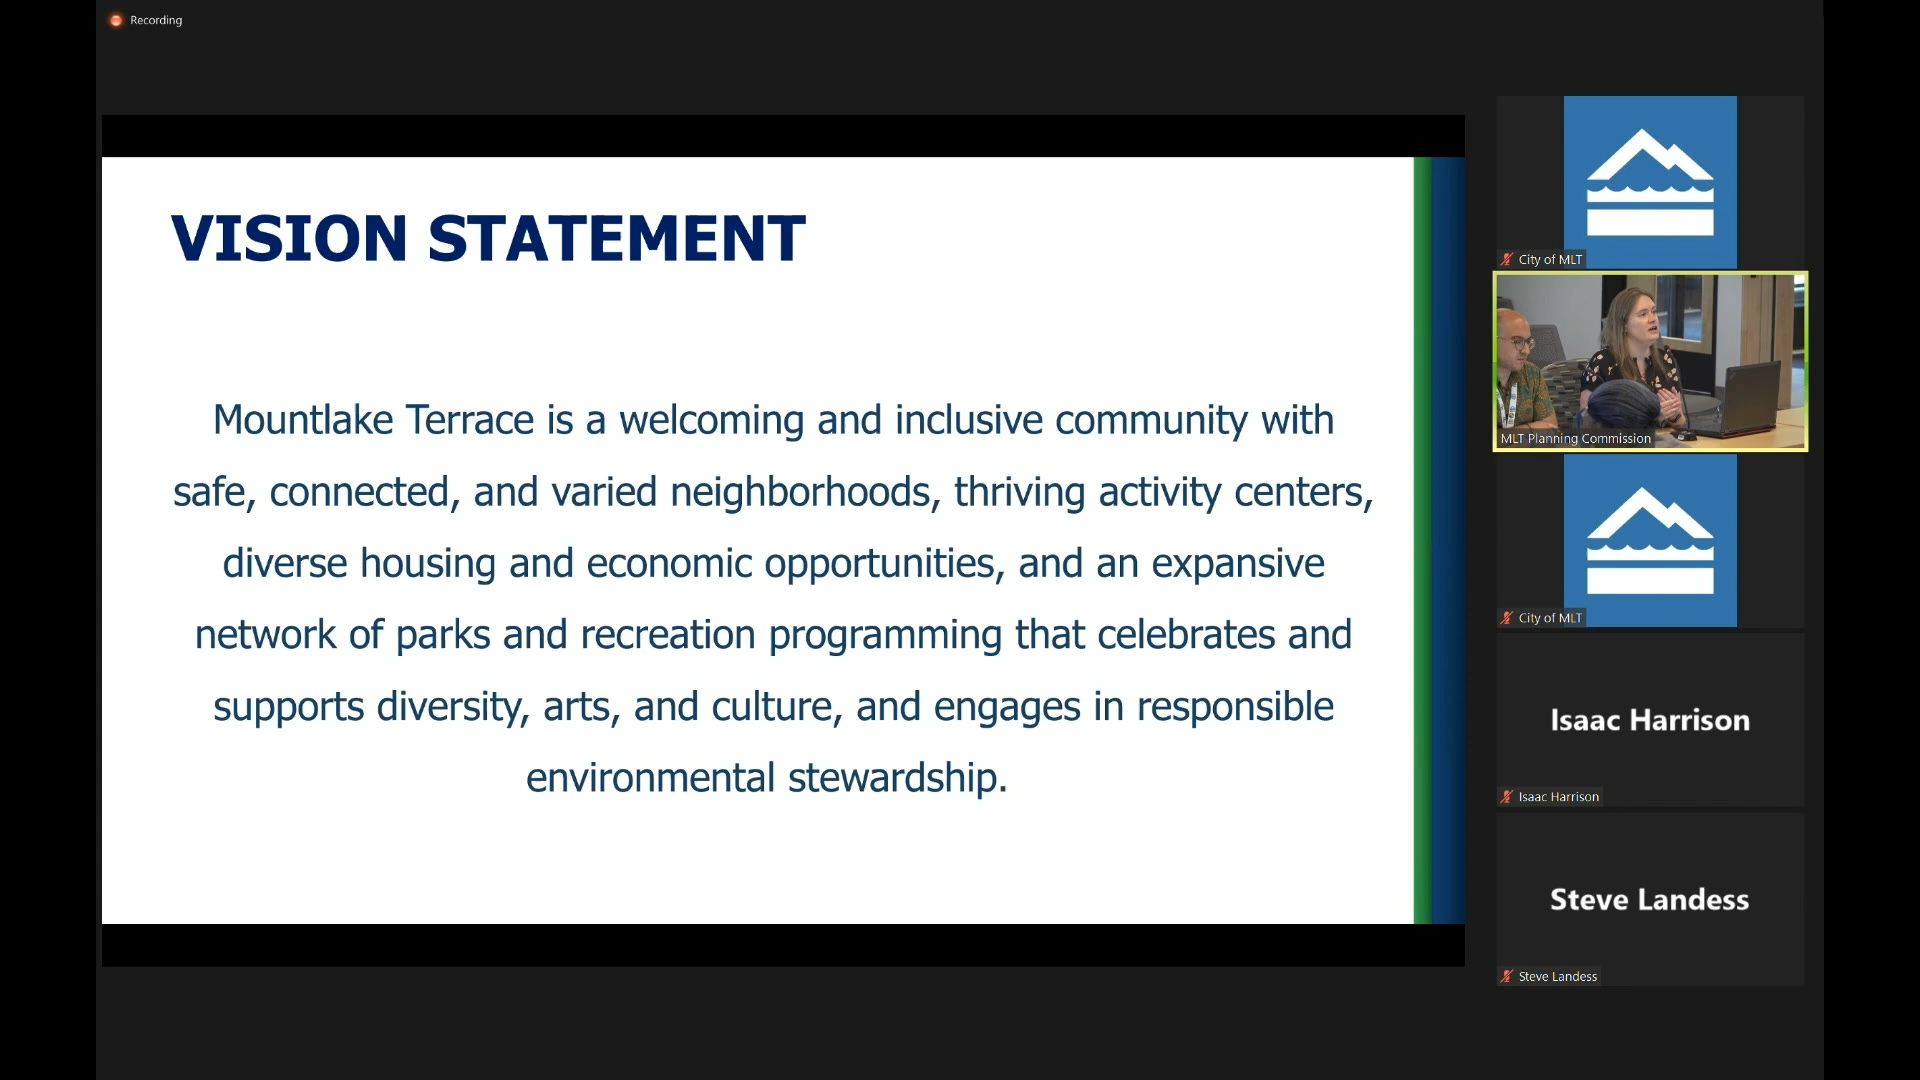 Recording
VISION STATEMENT
Mountlake Terrace is a welcoming and inclusive community with
safe, connected, and varied neighborhoods, thriving activity centers,
diverse housing and economic opportunities, and an expansive
network of parks and recreation programming that celebrates and
supports diversity, arts, and culture, and engages in responsible
environmental stewardship.
City of MLT
MLT Planning Commission
City of MLT
Isaac Harrison
Isaac Harrison
Steve Landess
Steve Landess